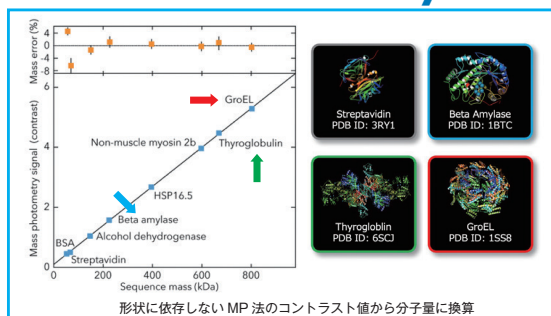 Mass error (%)
4
0
-4
-8
Mass photometry signal (contrast)
6
4
2
0
GroEL
Non-muscle myosin 2b
Thyroglobulin
HSP16.5
Beta amylase
Alcohol dehydrogenase
BSA
Streptavidin
0 200 400 600 800
Sequence mass (kDa)
Streptavidin
PDB ID: 3RY1
Beta Amylase
PDB ID: 1BTC
Thyrogloblin
PDB ID: 6SCJ
GroEL
PDB ID: 1SS8
形状に依存しない MP 法のコントラスト値から分子量に換算